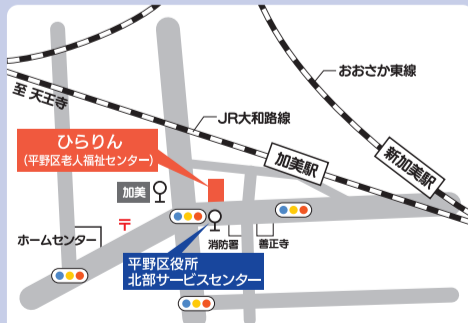 おおさか東線
至 天王寺
JR大和路線
ひらりん
(平野区老人福祉センター)
加美駅
新加美駅
加美
〒
ホームセンター
消防署
善正寺
平野区役所
北部サービスセンター